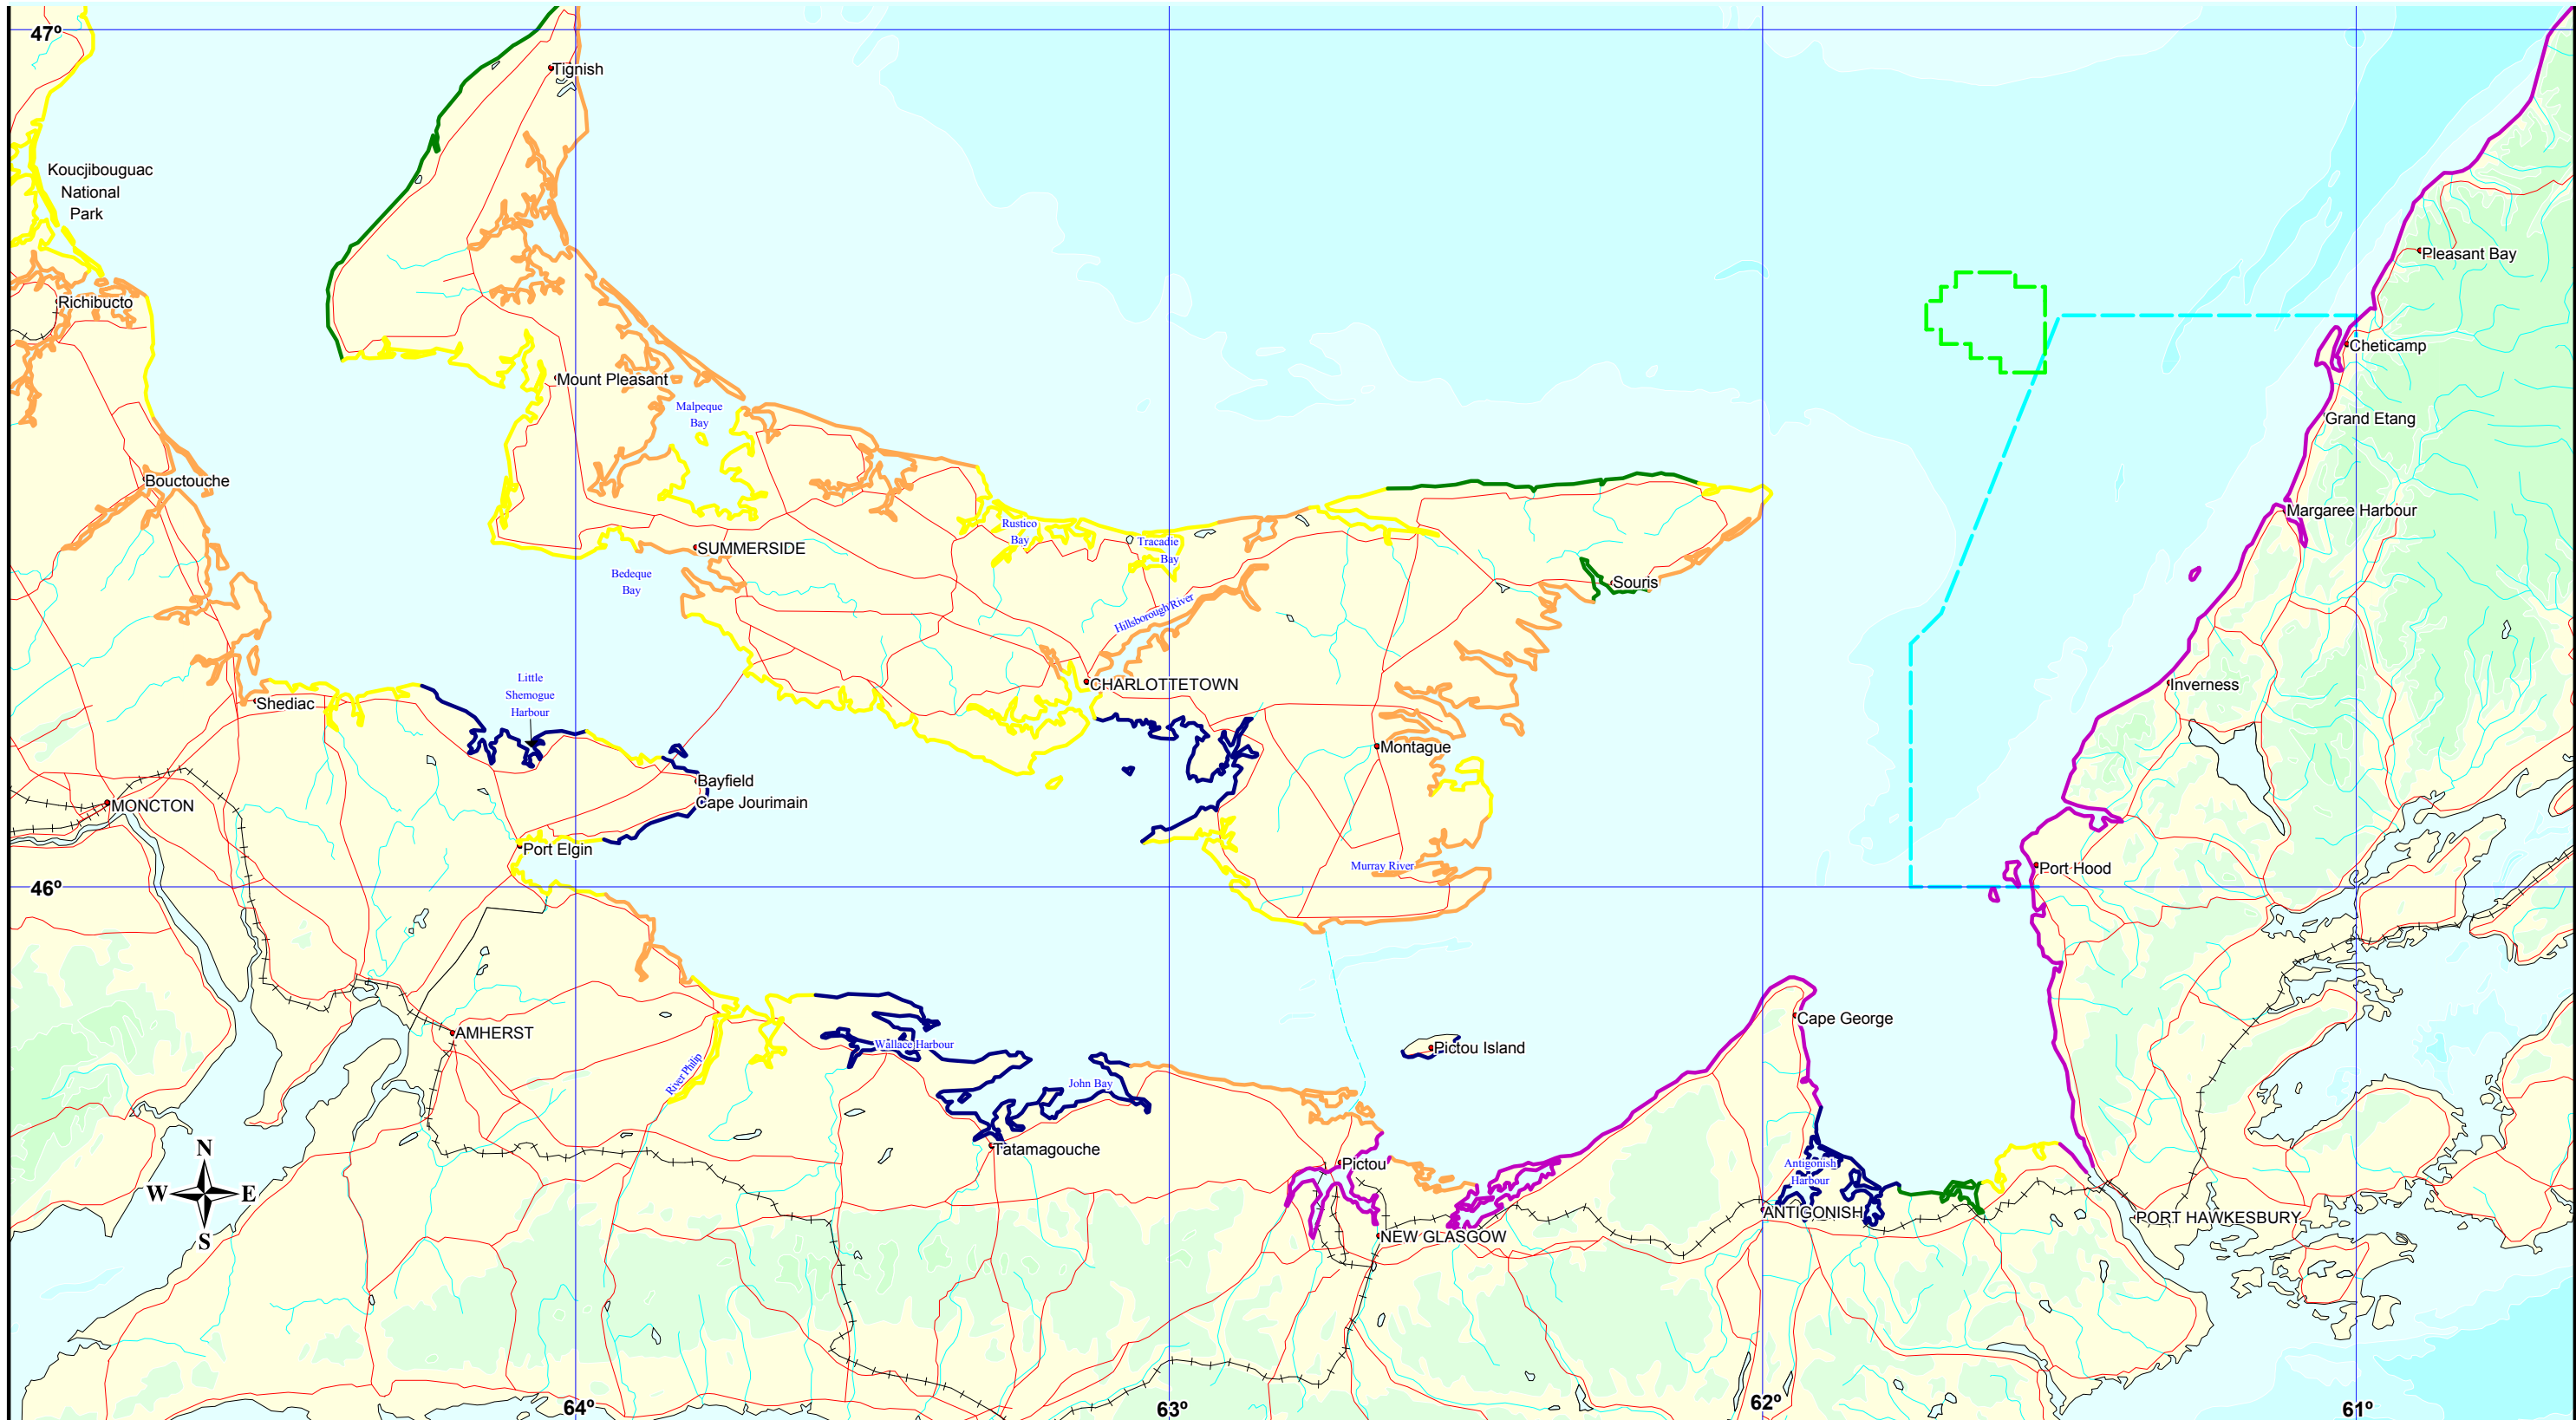 47º
Tignish
Koucjibouguac
National
Park
Pleasant Bay
Richibucto
Cheticamp
Mount Pleasant
Malpeque
Bay
Grand Etang
Bouctouche
Margaree Harbour
Rustico
Bay
Tracadie
Bay
SUMMERSIDE
Bedeque
Bay
Souris
Hillsborough River
Little
Shemogue
Harbour
CHARLOTTETOWN
Inverness
Shediac
Montague
Bayfield
Cape Jourimain
MONCTON
Port Elgin
Murray River
Port Hood
46º
Cape George
AMHERST
Wallace Harbour
Pictou Island
River Philip
John Bay
Tatamagouche
N
W
E
S
Pictou
Antigonish
Harbour
ANTIGONISH
PORT HAWKESBURY
NEW GLASGOW
64º
63º
62º
61º